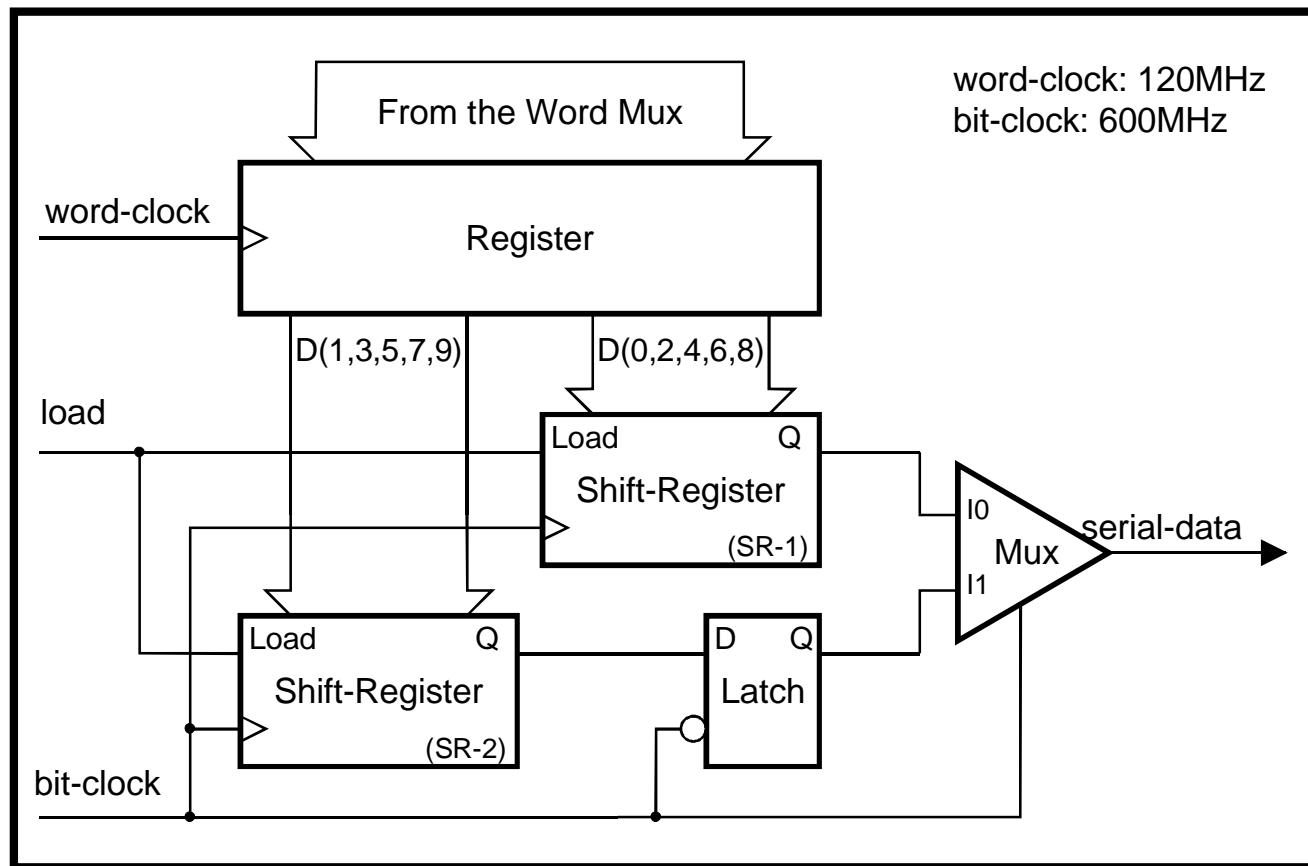 word-clock: 120MHz
bit-clock: 600MHz
From the Word Mux
word-clock
Register
D(1,3,5,7,9)
D(0,2,4,6,8)
load
Load
Q
Shift-Register
(SR-1)
I0
I1
Mux
serial-data
Load
Q
Shift-Register
(SR-2)
D
Q
Latch
bit-clock